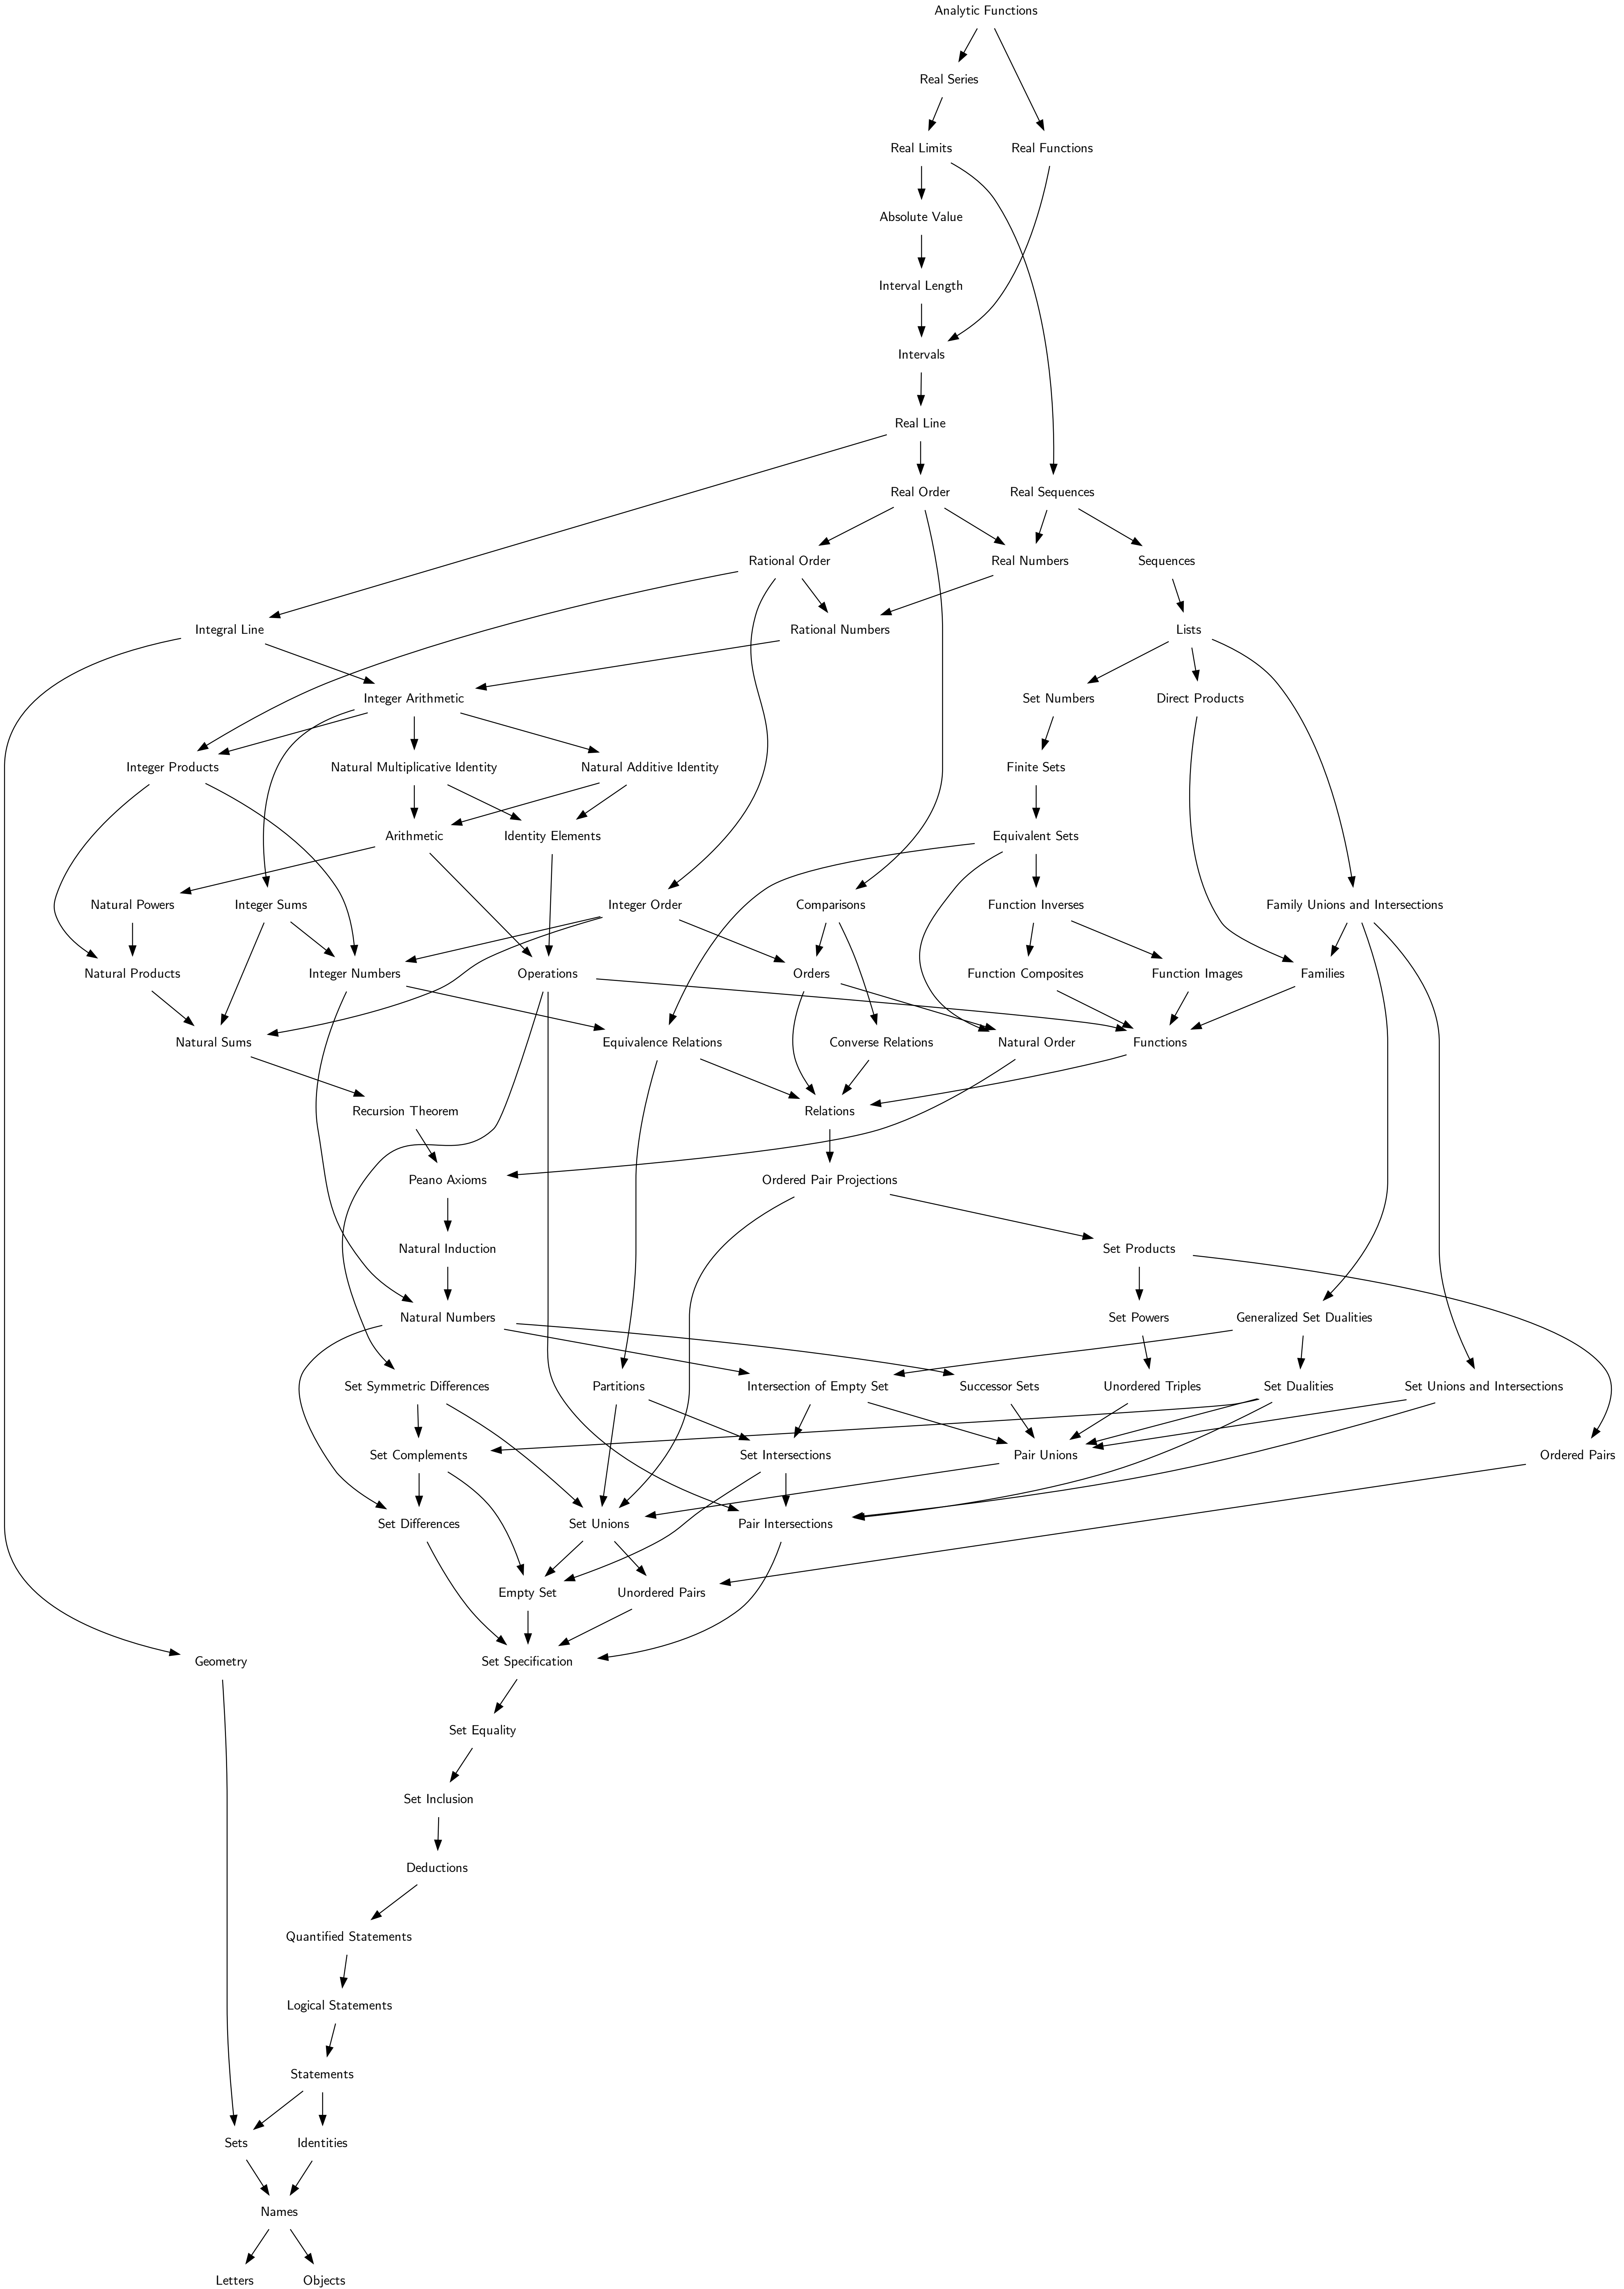 Analytic Functions
Real Series
Real Limits
Real Functions
Absolute Value
Interval Length
Intervals
Real Line
Real Order
Real Sequences
Rational Order
Real Numbers
Sequences
Integral Line
Rational Numbers
Lists
Integer Arithmetic
Set Numbers
Direct Products
Integer Products
Natural Multiplicative Identity
Natural Additive Identity
Finite Sets
Arithmetic
Identity Elements
Equivalent Sets
Natural Powers
Integer Sums
Integer Order
Comparisons
Function Inverses
Family Unions and Intersections
Natural Products
Integer Numbers
Operations
Orders
Function Composites
Function Images
Families
Natural Sums
Equivalence Relations
Converse Relations
Natural Order
Functions
Recursion Theorem
Relations
Peano Axioms
Ordered Pair Projections
Natural Induction
Set Products
Natural Numbers
Set Powers
Generalized Set Dualities
Set Symmetric Differences
Partitions
Intersection of Empty Set
Successor Sets
Unordered Triples
Set Dualities
Set Unions and Intersections
Set Complements
Set Intersections
Pair Unions
Ordered Pairs
Set Differences
Set Unions
Pair Intersections
Empty Set
Unordered Pairs
Geometry
Set Specification
Set Equality
Set Inclusion
Deductions
Quantified Statements
Logical Statements
Statements
Sets
Identities
Names
Letters
Objects